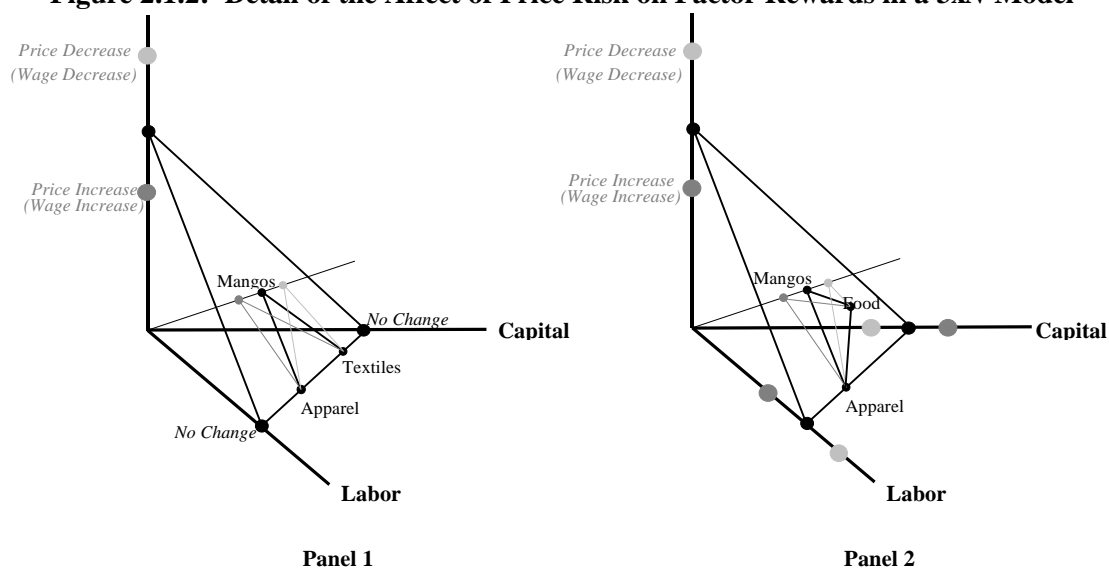 Figure 2.1.2: Detail of the Affect of Price Risk on Factor Rewards in a 3xN Model
Price Decrease
(Wage Decrease)
Price Increase
(Wage Increase)
Mangos
No Change
Capital
Textiles
Apparel
No Change
Labor
Panel 1
Price Decrease
(Wage Decrease)
Price Increase
(Wage Increase)
Mangos
Food
Capital
Apparel
Labor
Panel 2